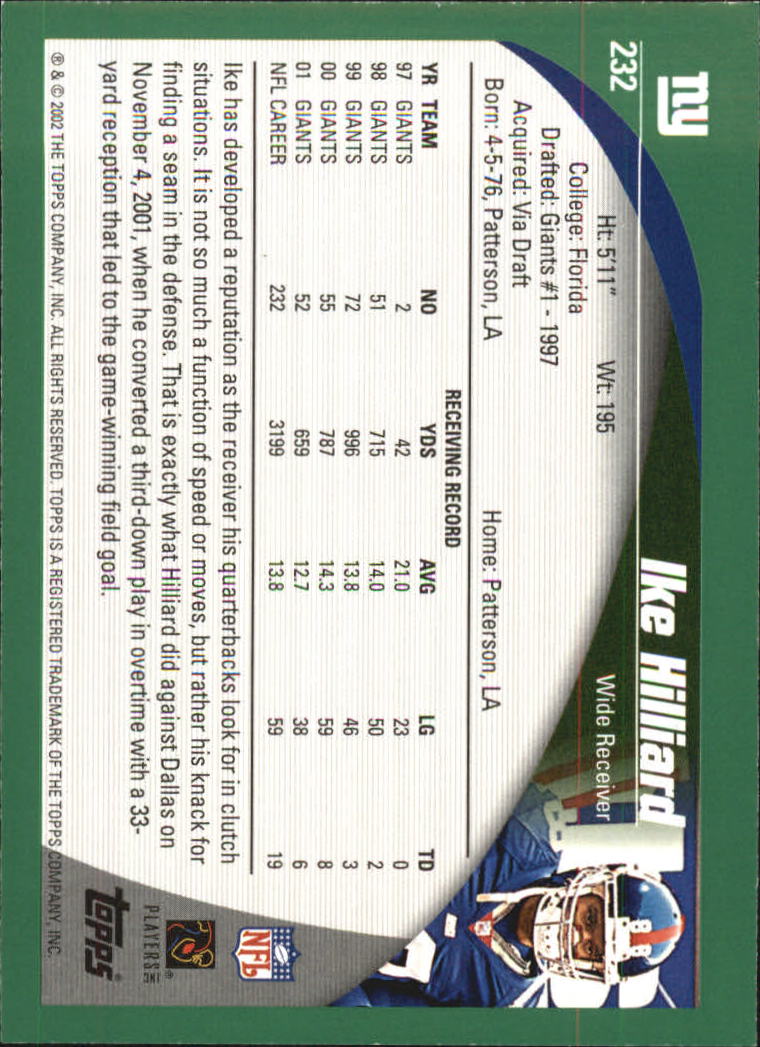 ny
232
Ike Hilliard
Wide Receiver
Ht: 5'11" Wt: 195
College: Florida
Drafted: Giants #1 - 1997
Acquired: Via Draft
Born: 4-5-76, Patterson, LA Home: Patterson, LA
RECEIVING RECORD
YR TEAM NO YDS AVG LG TD
97 GIANTS 2 42 21.0 23 0
98 GIANTS 51 715 14.0 50 2
99 GIANTS 72 996 13.8 46 3
00 GIANTS 55 787 14.3 59 8
01 GIANTS 52 659 12.7 38 6
NFL CAREER 232 3199 13.8 59 19
Ike has developed a reputation as the receiver his quarterbacks look for in clutch
situations. It is not so much a function of speed or moves, but rather his knack for
finding a seam in the defense. That is exactly what Hilliard did against Dallas on
November 4, 2001, when he converted a third-down play in overtime with a 33-
yard reception that led to the game-winning field goal.
88
NFL
PLAYERS INC
topps®
® & © 2002 THE TOPPS COMPANY, INC. ALL RIGHTS RESERVED. TOPPS IS A REGISTERED TRADEMARK OF THE TOPPS COMPANY, INC.